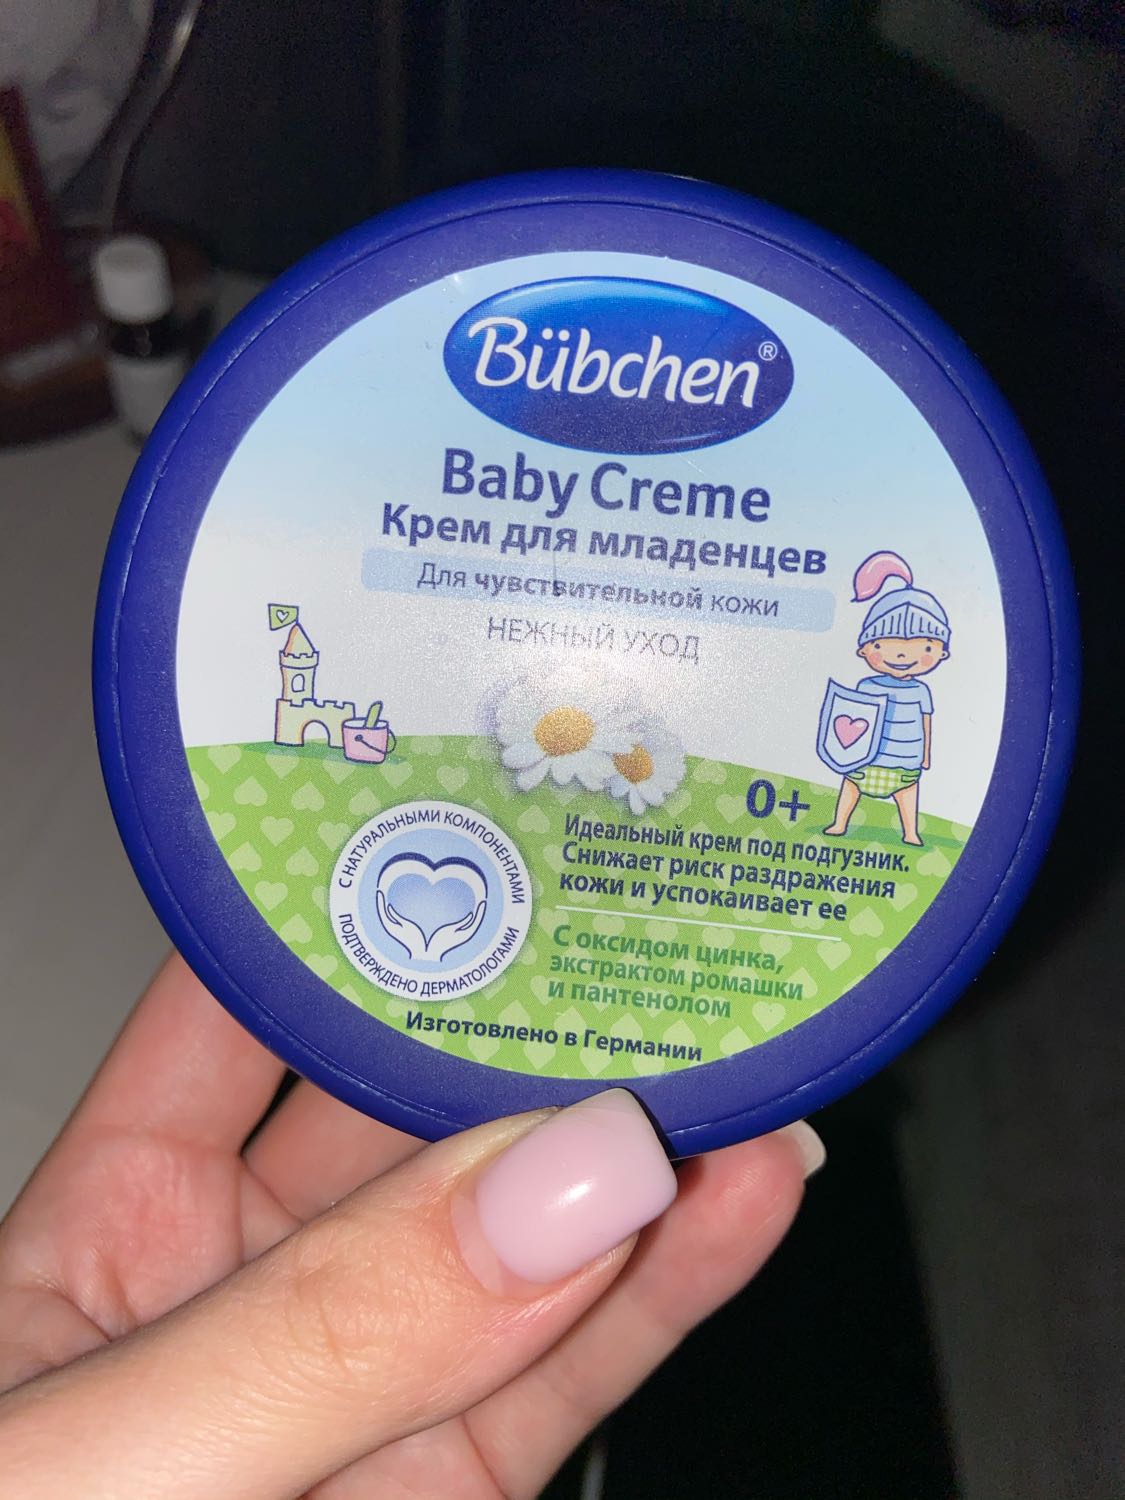 Bübchen®
Baby Creme
Крем для младенцев
Для чувствительной кожи
НЕЖНЫЙ УХОД
0+
Идеальный крем под подгузник.
Снижает риск раздражения
кожи и успокаивает ее
С оксидом цинка,
экстрактом ромашки
и пантенолом
С НАТУРАЛЬНЫМИ КОМПОНЕНТАМИ
ПОДТВЕРЖДЕНО ДЕРМАТОЛОГАМИ
Изготовлено в Германии